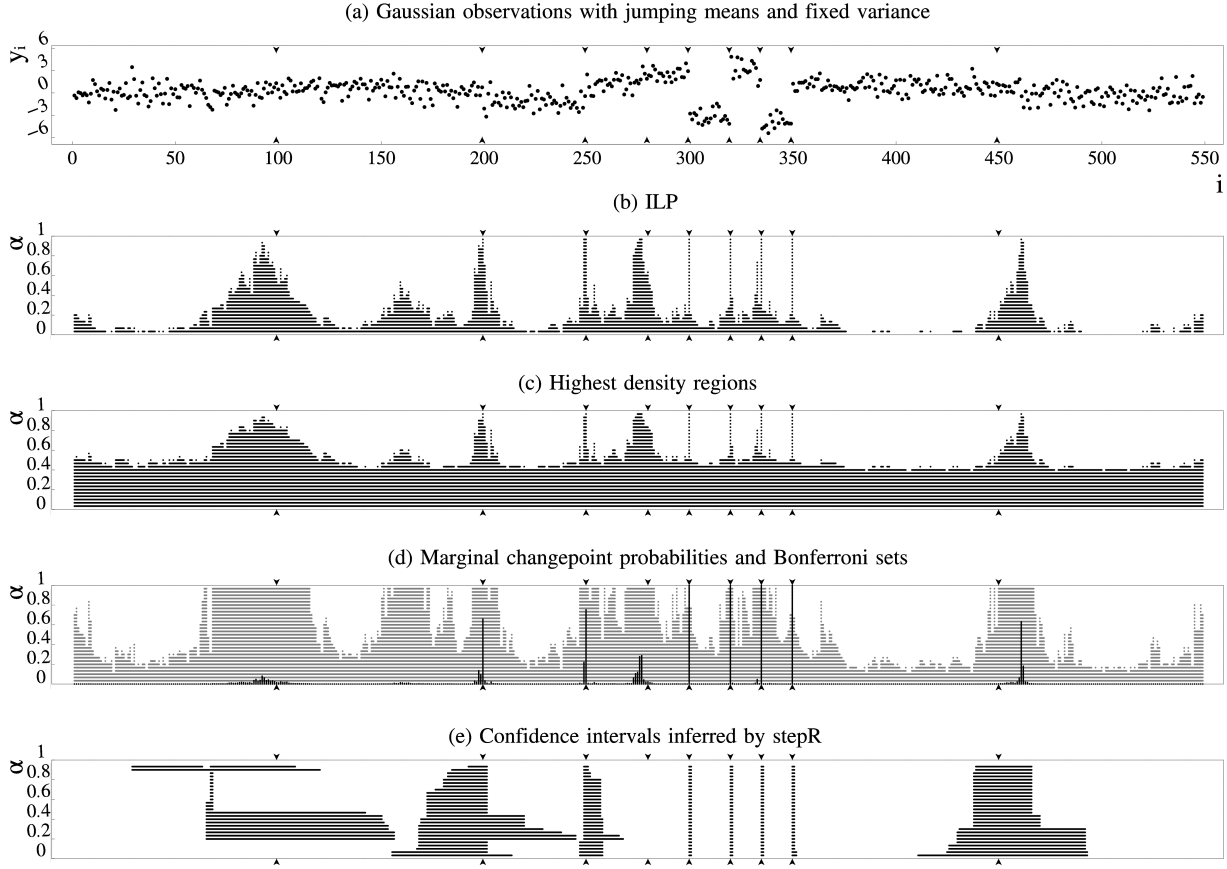 (a) Gaussian observations with jumping means and fixed variance
yᵢ
6
3
0
−3
−6
0 50 100 150 200 250 300 350 400 450 500 550
i
(b) ILP
α
1
0.8
0.6
0.4
0.2
0
(c) Highest density regions
α
1
0.8
0.6
0.4
0.2
0
(d) Marginal changepoint probabilities and Bonferroni sets
α
1
0.8
0.6
0.4
0.2
0
(e) Confidence intervals inferred by stepR
α
1
0.8
0.6
0.4
0.2
0